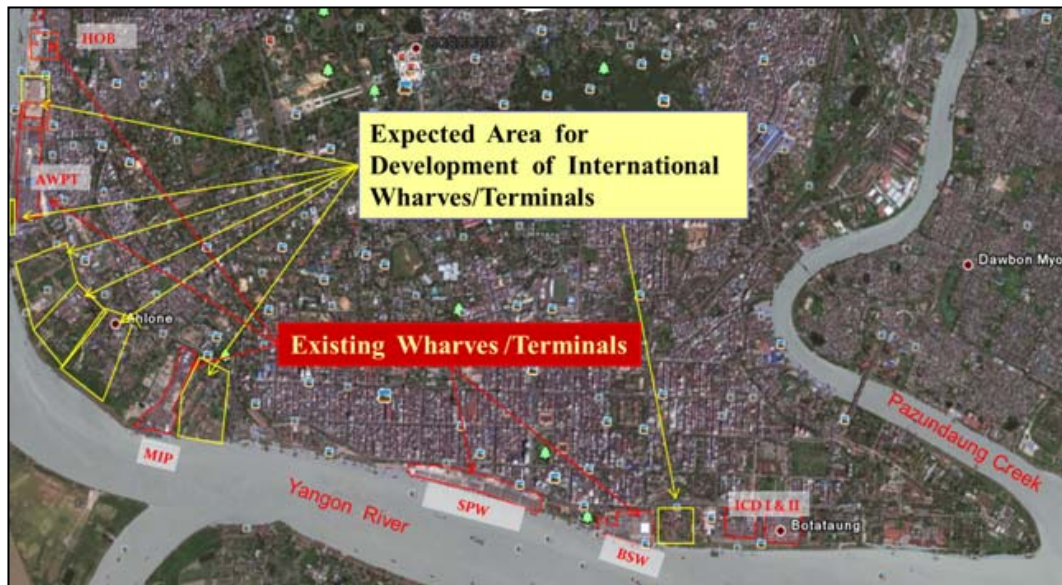 HOB
Expected Area for
Development of International
Wharves/Terminals
AWPT
Dawbon Myo
Ahlone
Existing Wharves /Terminals
Pazundaung Creek
MIP
Yangon River
SPW
ICD I & II
Botataung
BSW